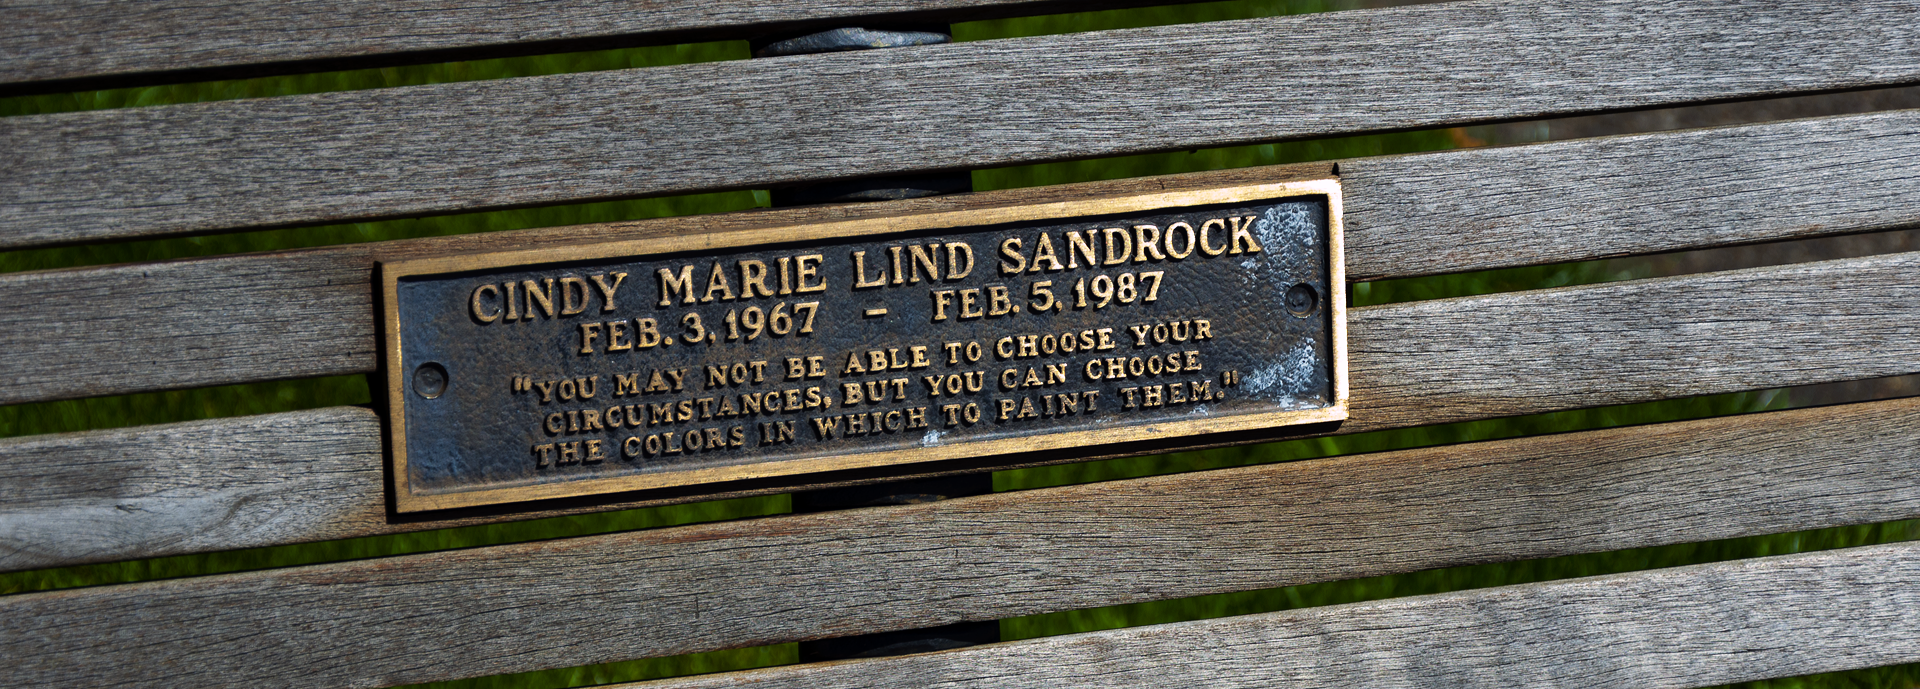 CINDY MARIE LIND SANDROCK
FEB. 3, 1967 – FEB. 5, 1987
"YOU MAY NOT BE ABLE TO CHOOSE YOUR
CIRCUMSTANCES, BUT YOU CAN CHOOSE
THE COLORS IN WHICH TO PAINT THEM."